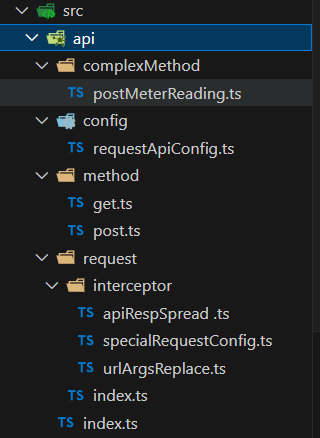 src
api
complexMethod
TS postMeterReading.ts
config
TS requestApiConfig.ts
method
TS get.ts
TS post.ts
request
interceptor
TS apiRespSpread .ts
TS specialRequestConfig.ts
TS urlArgsReplace.ts
TS index.ts
TS index.ts